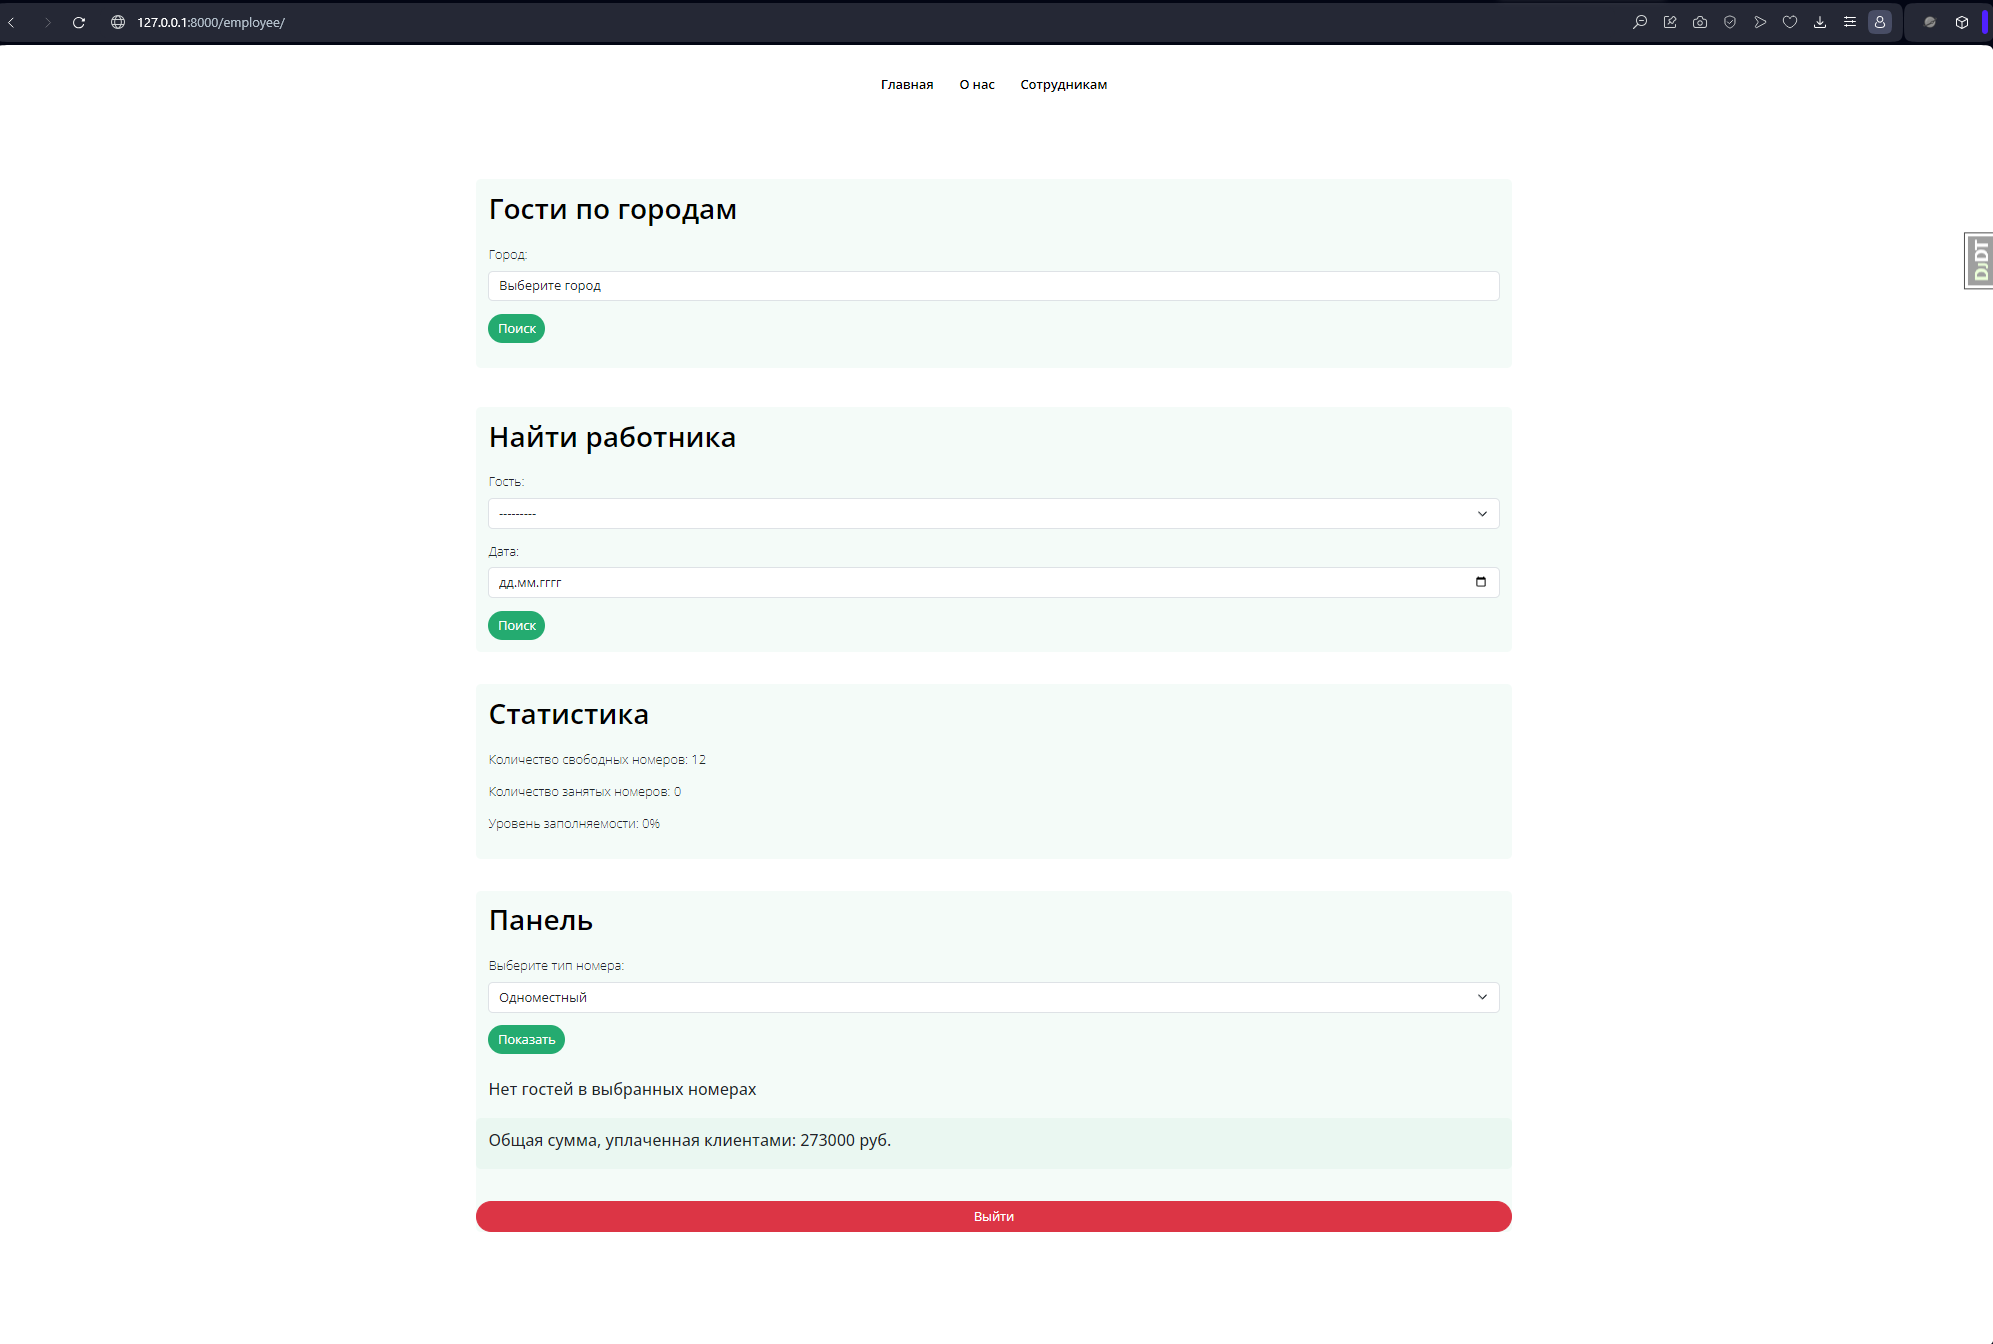 127.0.0.1:8000/employee/
Главная О нас Сотрудникам
DjDT
Гости по городам
Город:
Выберите город
Поиск
Найти работника
Гость:
---------
Дата:
дд.мм.гггг
Поиск
Статистика
Количество свободных номеров: 12
Количество занятых номеров: 0
Уровень заполняемости: 0%
Панель
Выберите тип номера:
Одноместный
Показать
Нет гостей в выбранных номерах
Общая сумма, уплаченная клиентами: 273000 руб.
Выйти